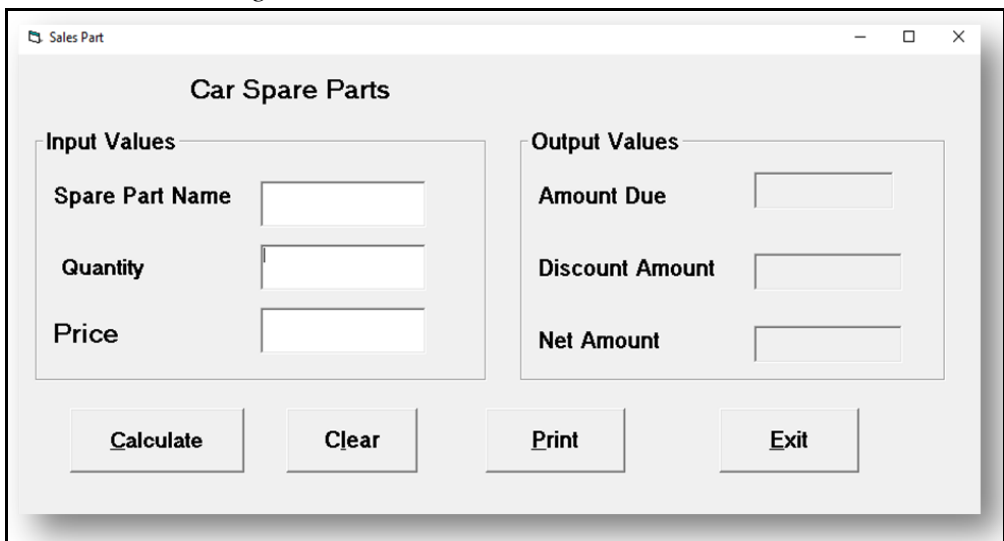 Sales Part
Car Spare Parts
Input Values
Spare Part Name
Quantity
Price
Output Values
Amount Due
Discount Amount
Net Amount
Calculate
Clear
Print
Exit